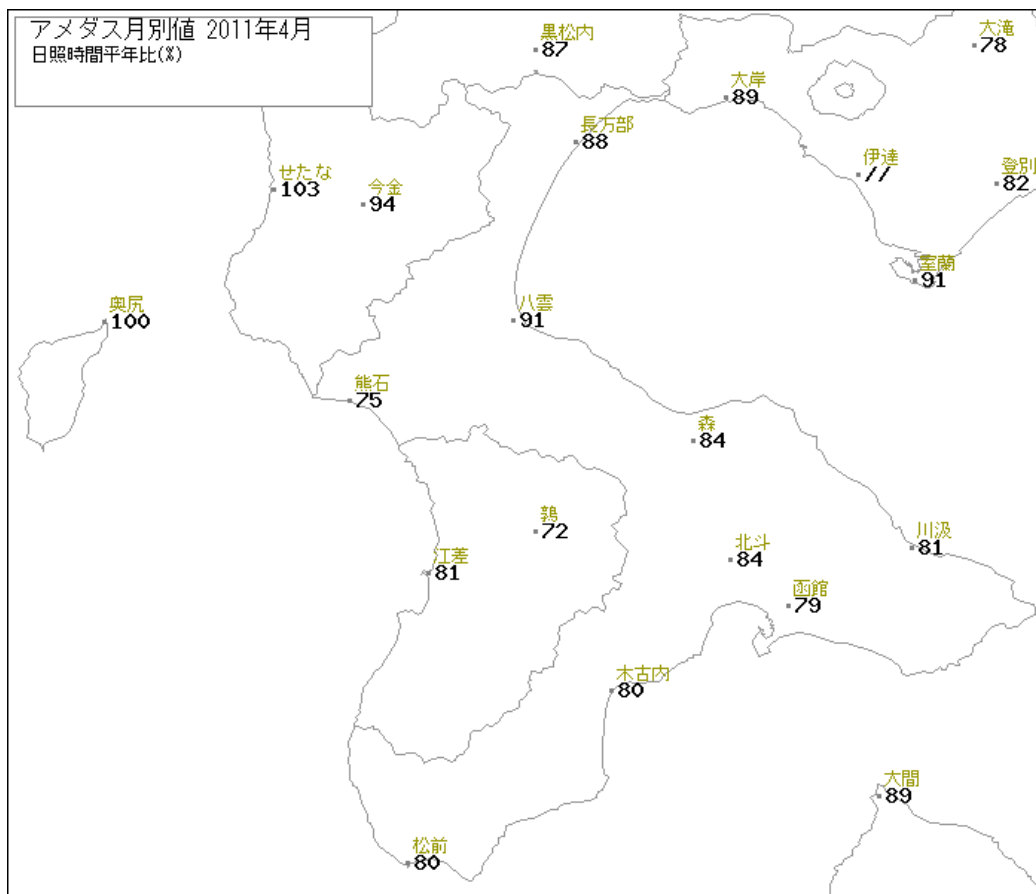 アメダス月別値 2011年4月
日照時間平年比(%)
黒松内
87
大滝
78
大岸
89
長万部
88
伊達
77
登別
82
せたな
103
今金
94
室蘭
91
奥尻
100
八雲
91
熊石
75
森
84
鶉
72
北斗
84
川汲
81
江差
81
函館
79
木古内
80
大間
89
松前
80